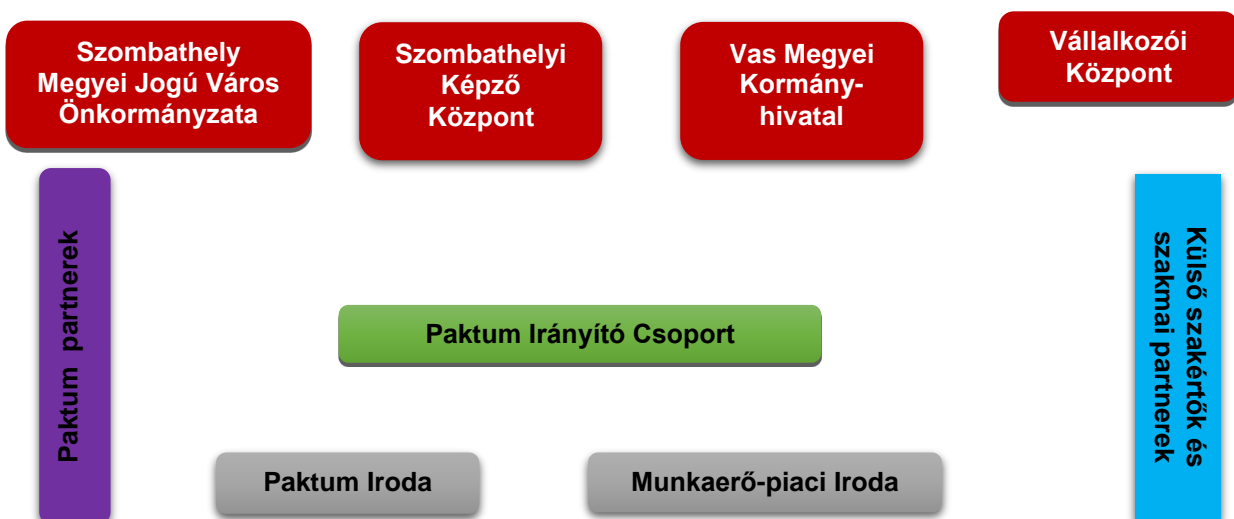 Szombathely
Megyei Jogú Város
Önkormányzata
Szombathelyi
Képző
Központ
Vas Megyei
Kormány-
hivatal
Vállalkozói
Központ
Paktum partnerek
Külső szakértők és
szakmai partnerek
Paktum Irányító Csoport
Paktum Iroda
Munkaerő-piaci Iroda